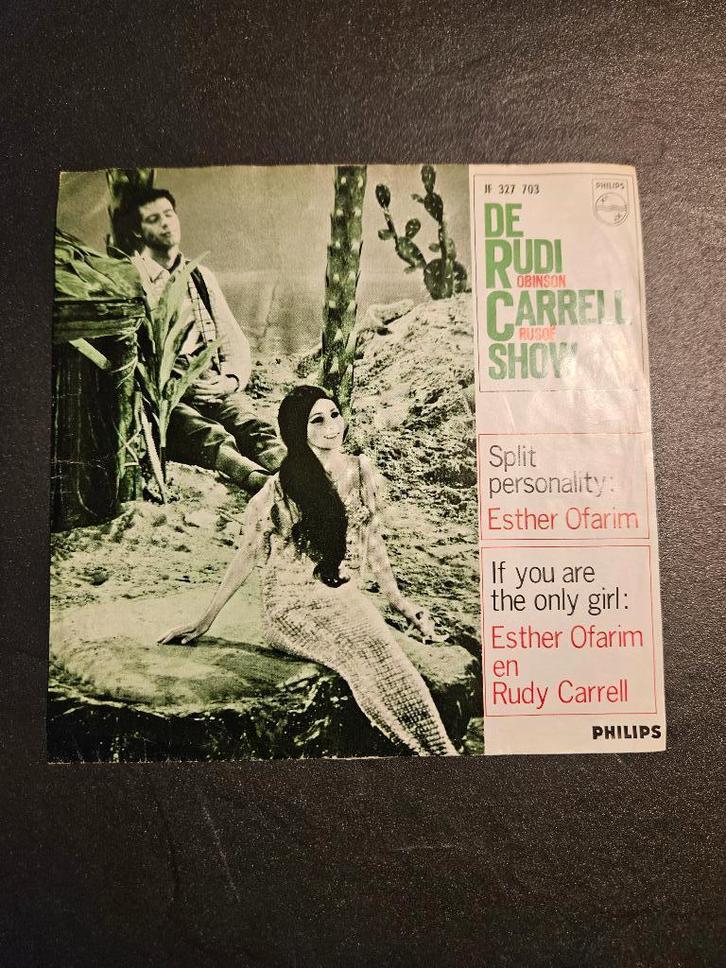 JF 327 703
PHILIPS
DE
RUDI
OBINSON
CARRELL
RUSOË
SHOW
Split
personality:
Esther Ofarim
If you are
the only girl:
Esther Ofarim
en
Rudy Carrell
PHILIPS